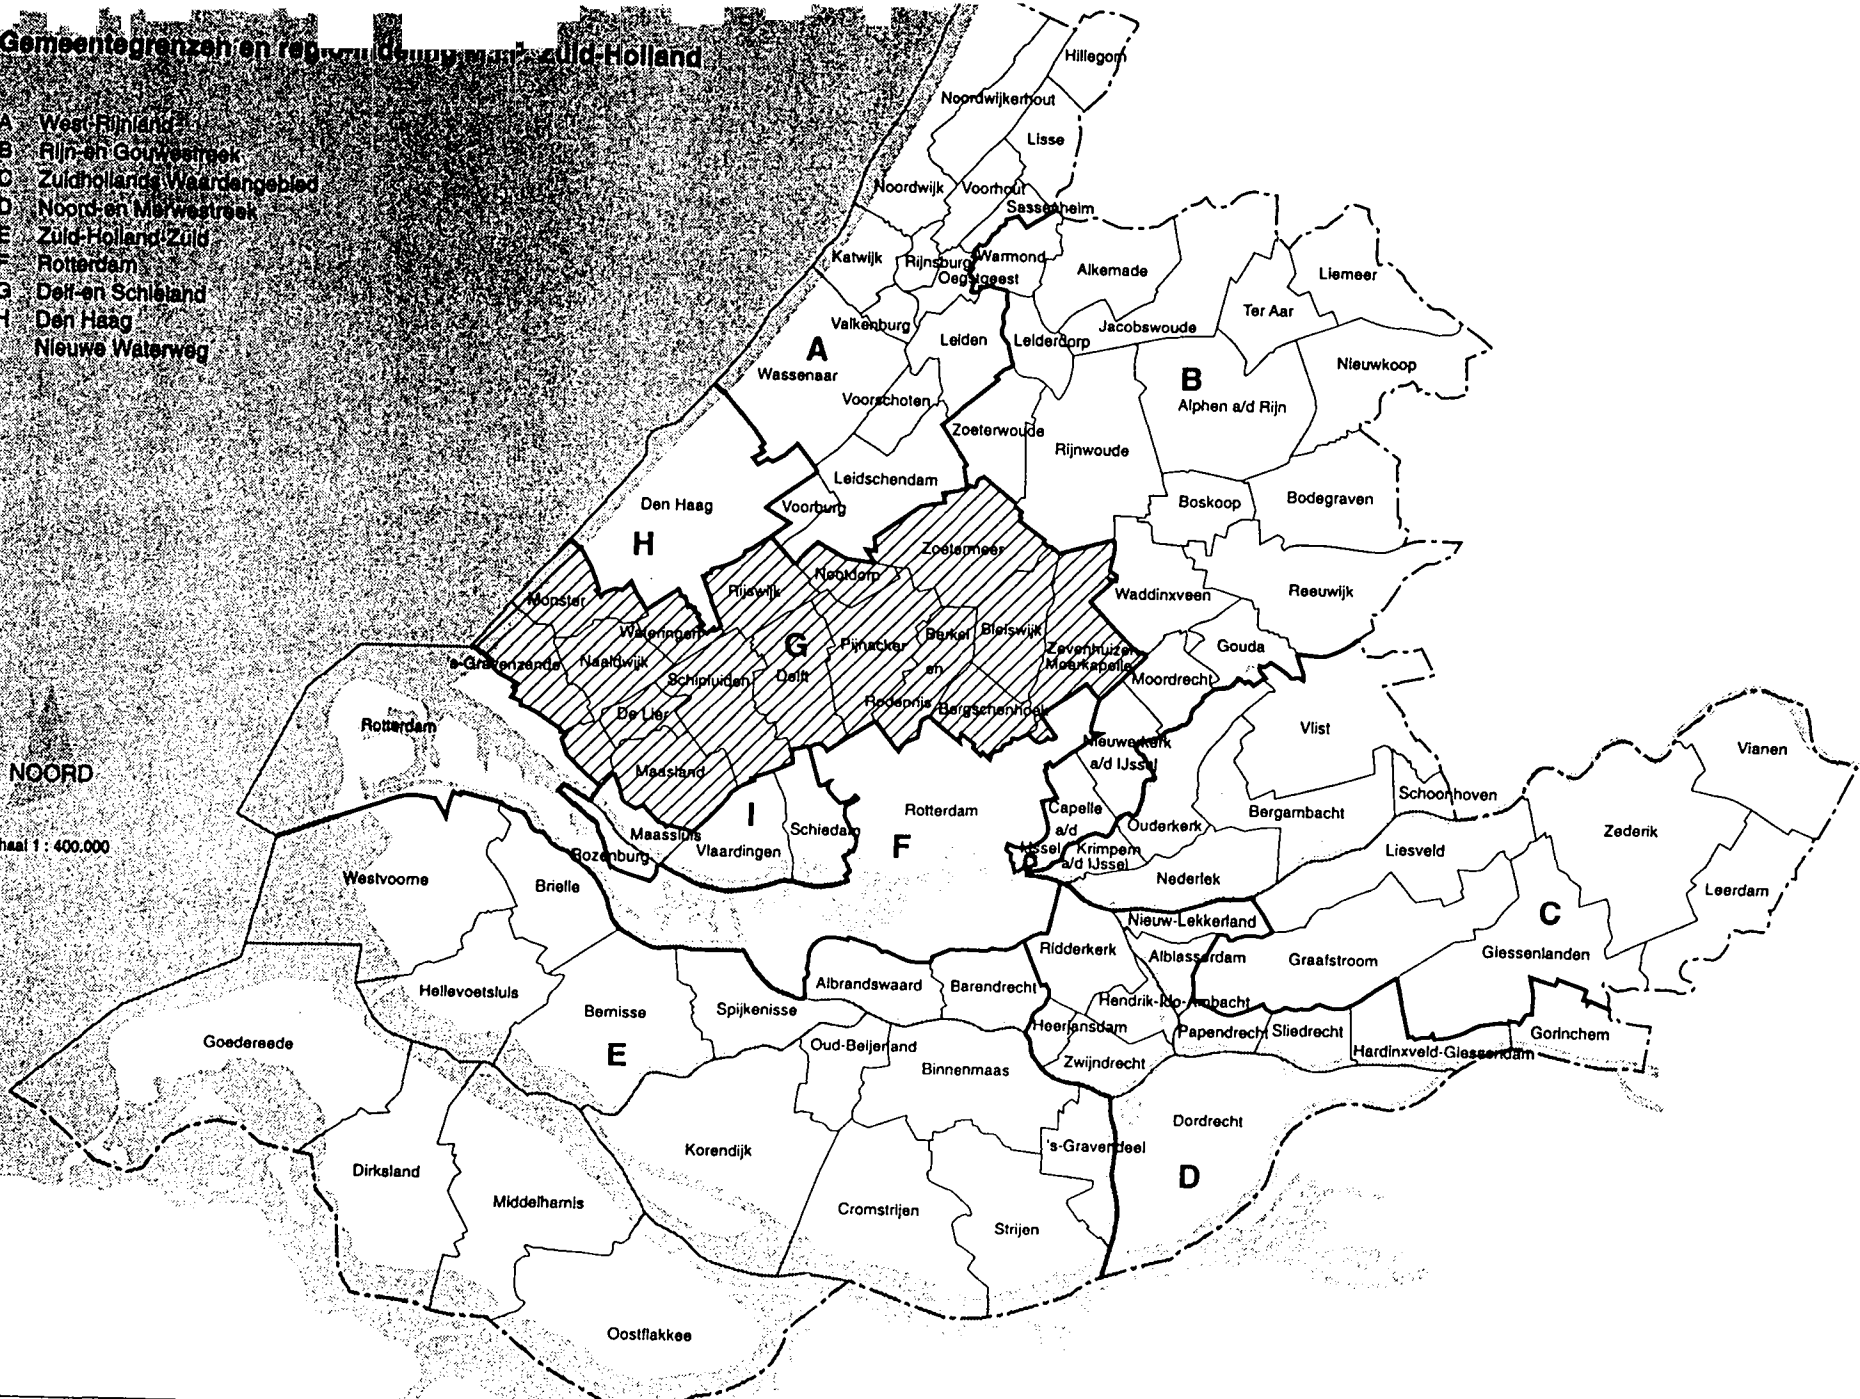 Gemeentegrenzen en Zuid-Holland
A West-Rijnland
B Rijn-en Gouwestreek
C Zuidhollands Waardengebied
D Noord-en Merwestreek
E Zuid-Holland-Zuid
F Rotterdam
G Delf-en Schieland
H Den Haag
Nieuwe Waterweg
Hillegom
Noordwijkerhout
Lisse
Noordwijk
Voorhout
Sassenheim
Katwijk
Rijnsburg
Warmond
Oegstgeest
Alkemade
Liemeer
Ter Aar
Valkenburg
Leiden
Leiderdorp
Jacobswoude
A
Wassenaar
Nieuwkoop
B
Alphen a/d Rijn
Voorschoten
Zoeterwoude
Rijnwoude
Leidschendam
Den Haag
Voorburg
Boskoop
Bodegraven
H
Zoetermeer
Nootdorp
Rijswijk
Monster
Waddinxveen
Reeuwijk
Wateringen
G
Pijnacker
Berkel
en
Rodenrijs
Bleiswijk
Zevenhuizen
Moerkapelle
Gouda
's-Gravenzande
Naaldwijk
Schipluiden
Delft
Moordrecht
De Lier
Bergschenhoek
Rotterdam
Vlist
Nieuwerkerk
a/d IJssel
Vianen
NOORD
Maasland
Schoonhoven
I
Rotterdam
Capelle
a/d
IJssel
Bergambacht
Maassluis
Schiedam
Ouderkerk
Zederik
haal 1 : 400.000
Rozenburg
Vlaardingen
F
Krimpen
a/d IJssel
Liesveld
Westvoorne
Brielle
Nederlek
Leerdam
Nieuw-Lekkerland
C
Ridderkerk
Alblasserdam
Graafstroom
Giessenlanden
Hellevoetsluis
Bernisse
Spijkenisse
Albrandswaard
Barendrecht
Hendrik-Ido-Ambacht
Heerjansdam
Papendrecht
Sliedrecht
Gorinchem
Goedereede
E
Oud-Beijerland
Binnenmaas
Zwijndrecht
Hardinxveld-Giessendam
Korendijk
's-Gravendeel
Dordrecht
D
Dirksland
Middelharnis
Cromstrijen
Strijen
Oostflakkee